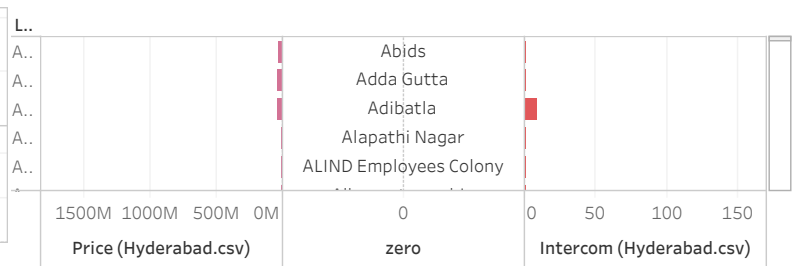 L..
A.. Abids
A.. Adda Gutta
A.. Adibatla
A.. Alapathi Nagar
A.. ALIND Employees Colony
1500M 1000M 500M 0M 0 0 50 100 150
Price (Hyderabad.csv) zero Intercom (Hyderabad.csv)